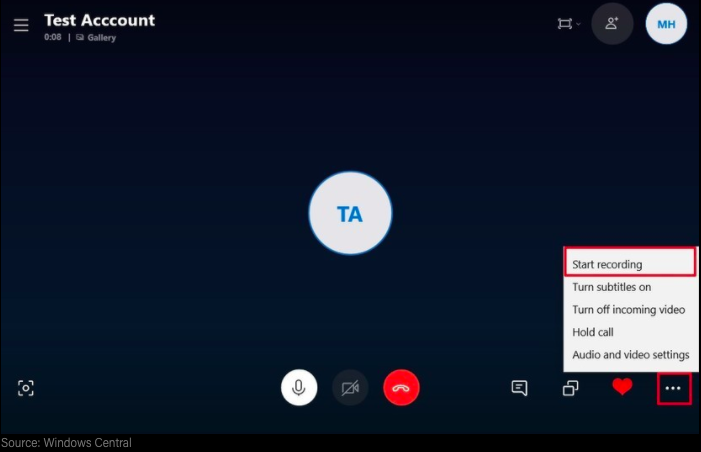 Test Acccount
MH
0:08 | Gallery
TA
Start recording
Turn subtitles on
Turn off incoming video
Hold call
Audio and video settings
Source: Windows Central